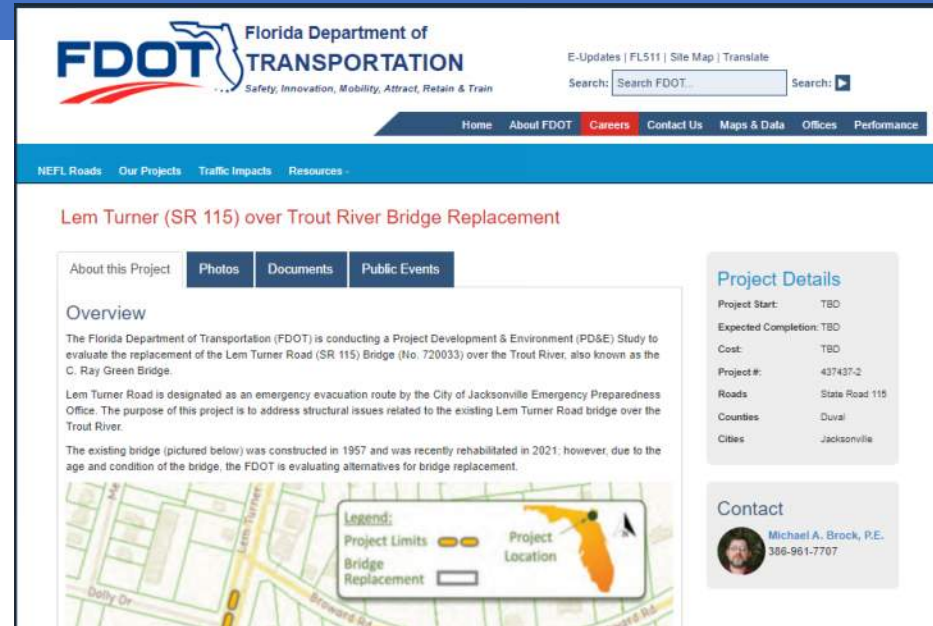 FDOT
Florida Department of
TRANSPORTATION
Safety, Innovation, Mobility, Attract, Retain & Train
E-Updates | FL511 | Site Map | Translate
Search: Search FDOT... Search:
Home About FDOT Careers Contact Us Maps & Data Offices Performance
NEFL Roads Our Projects Traffic Impacts Resources
Lem Turner (SR 115) over Trout River Bridge Replacement
About this Project Photos Documents Public Events
Overview
The Florida Department of Transportation (FDOT) is conducting a Project Development & Environment (PD&E) Study to
evaluate the replacement of the Lem Turner Road (SR 115) Bridge (No. 720033) over the Trout River, also known as the
C. Ray Green Bridge.
Lem Turner Road is designated as an emergency evacuation route by the City of Jacksonville Emergency Preparedness
Office. The purpose of this project is to address structural issues related to the existing Lem Turner Road bridge over the
Trout River.
The existing bridge (pictured below) was constructed in 1957 and was recently rehabilitated in 2021; however, due to the
age and condition of the bridge, the FDOT is evaluating alternatives for bridge replacement.
Lem Turner
Legend:
Project Limits
Bridge
Replacement
Project
Location
Dolly Dr
Broward Rd
Project Details
Project Start: TBD
Expected Completion: TBD
Cost: TBD
Project #: 437437-2
Roads State Road 115
Counties Duval
Cities Jacksonville
Contact
Michael A. Brock, P.E.
386-961-7707